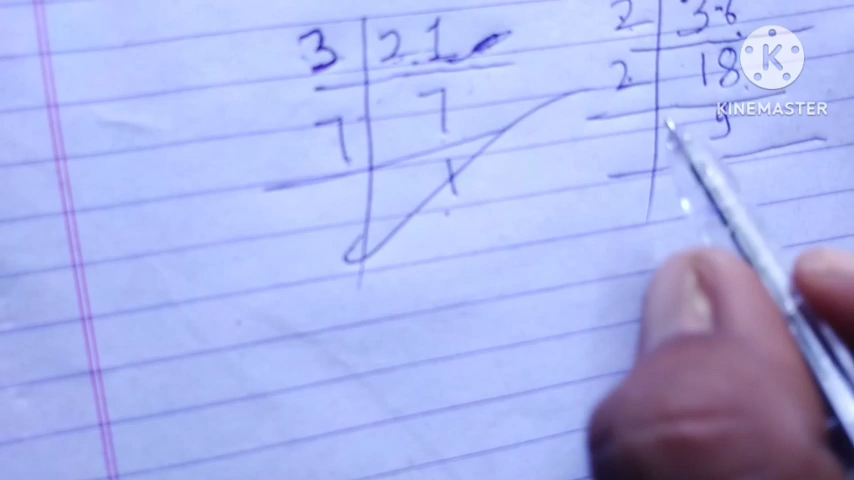 3 | 21
7 | 7
1
2 | 36
2 | 18
9
K
KINEMASTER